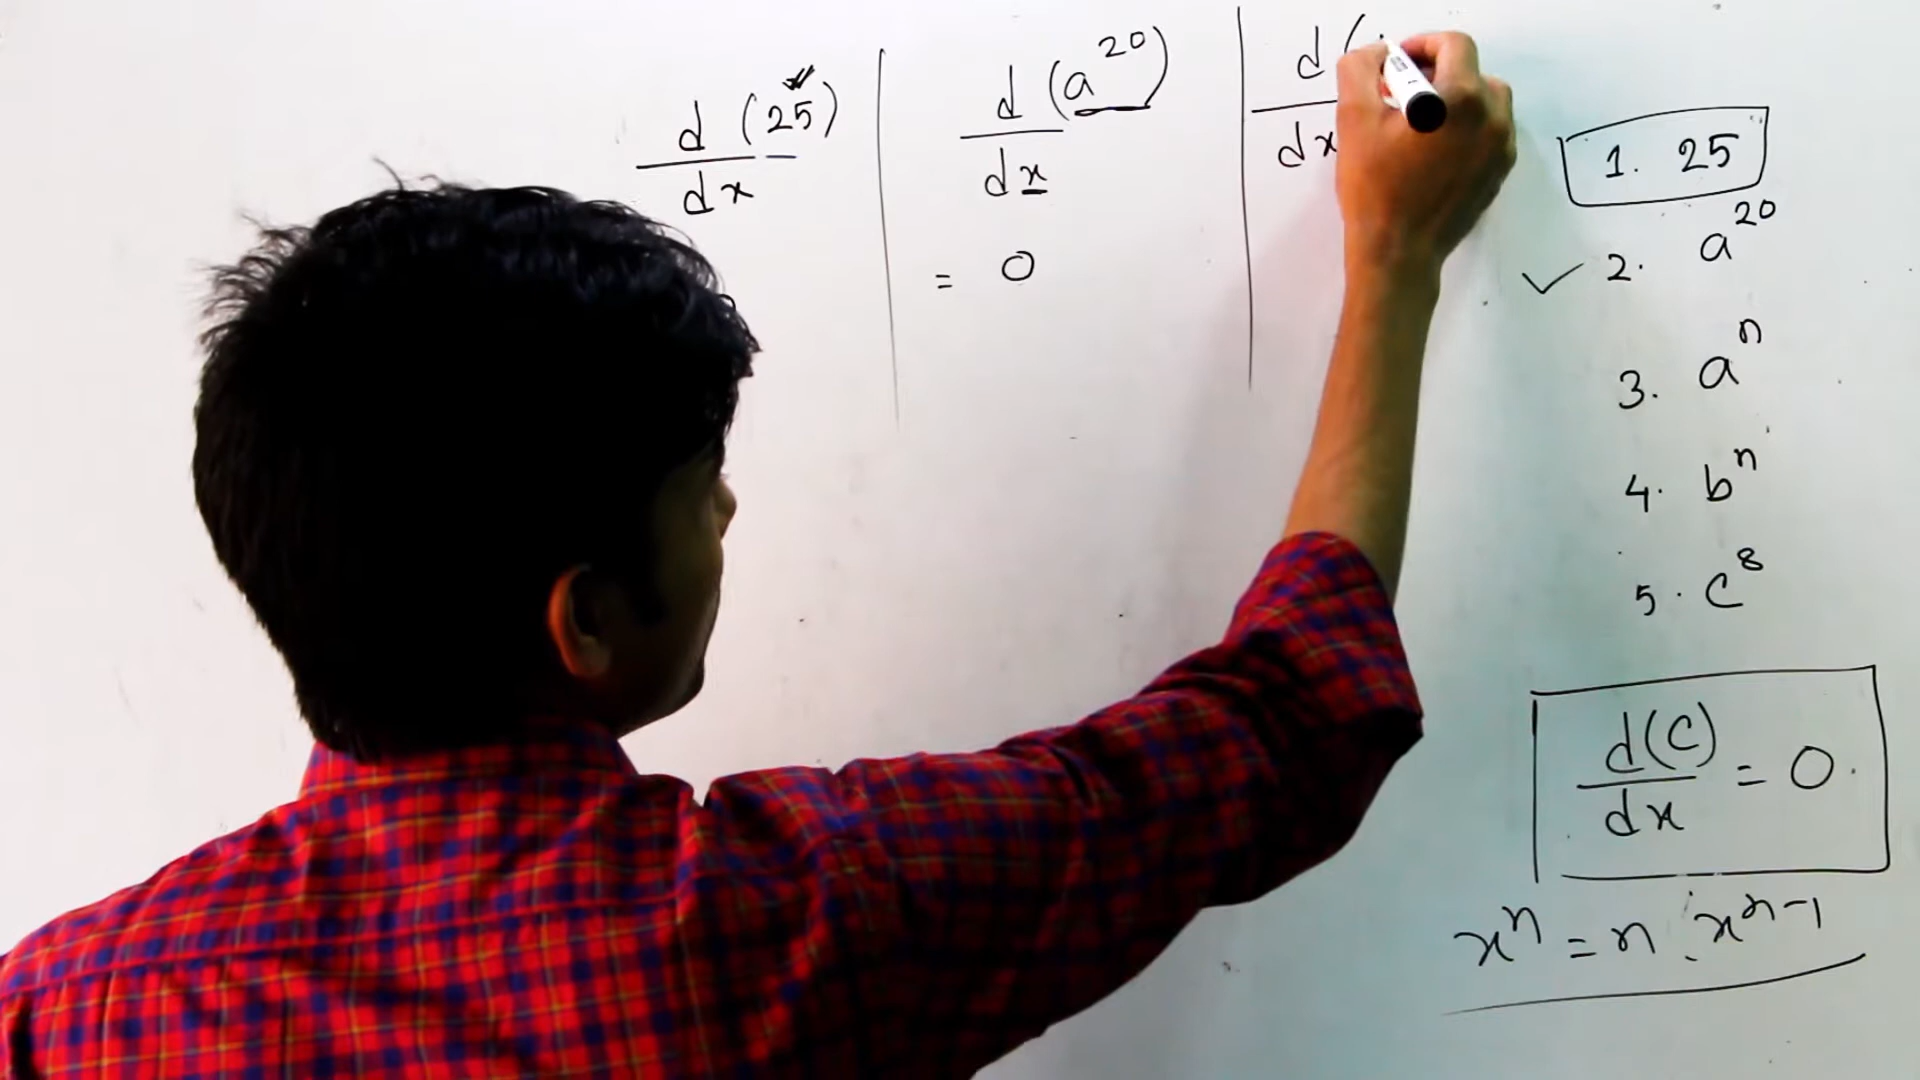 d(25)/dx
d(a^20)/dx
= 0
d(
dx
1. 25
2. a^20
3. a^n
4. b^n
5. c^8
d(C)/dx = 0.
x^n = n . x^n-1